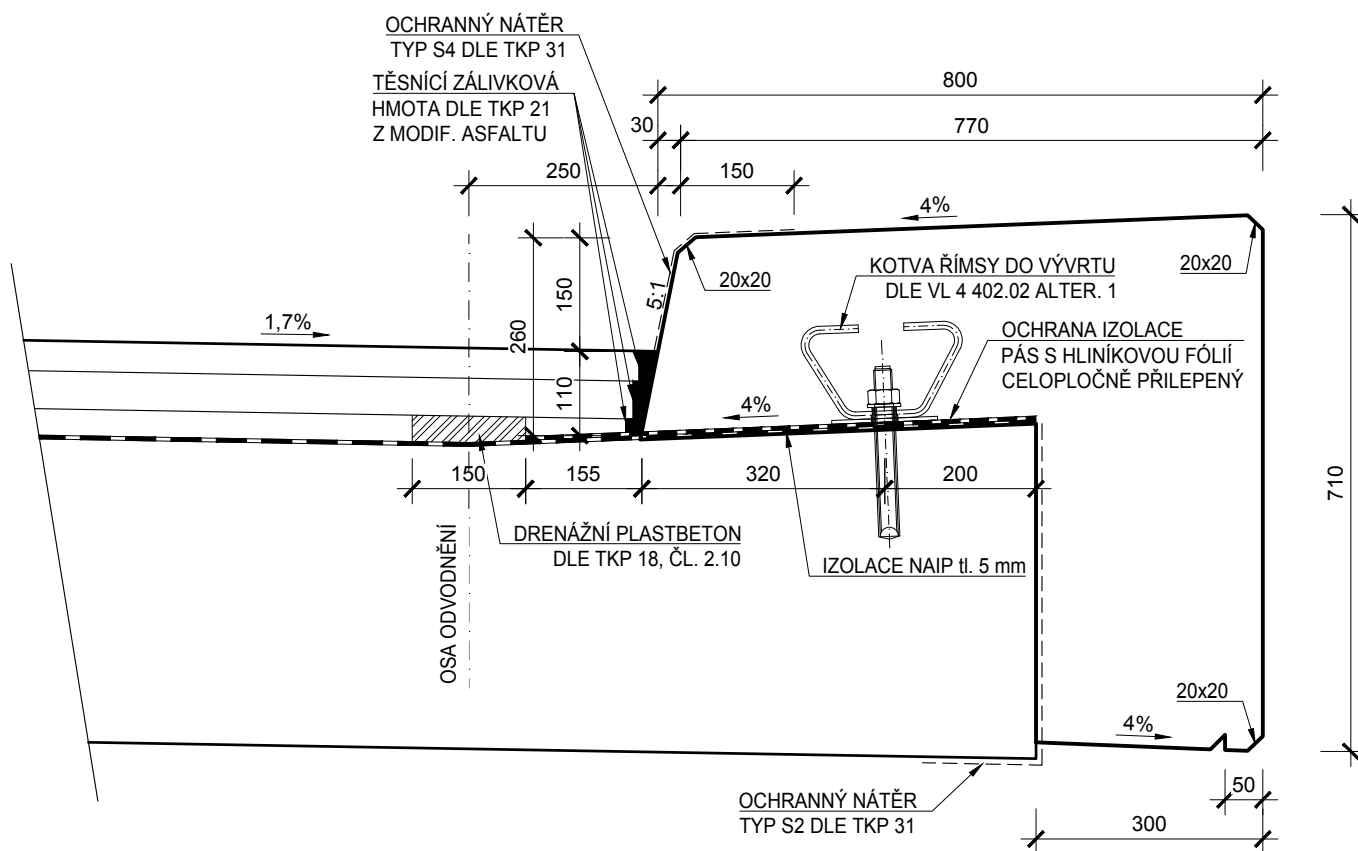 OCHRANNÝ NÁTĚR
TYP S4 DLE TKP 31
TĚSNÍCÍ ZÁLIVKOVÁ
HMOTA DLE TKP 21
Z MODIF. ASFALTU
800
30
770
250
150
4%
20x20
20x20
KOTVA ŘÍMSY DO VÝVRTU
DLE VL 4 402.02 ALTER. 1
5:1
150
260
110
1,7%
OCHRANA IZOLACE
PÁS S HLINÍKOVOU FÓLIÍ
CELOPLOČNĚ PŘILEPENÝ
4%
150
155
320
200
710
DRENÁŽNÍ PLASTBETON
DLE TKP 18, ČL. 2.10
IZOLACE NAIP tl. 5 mm
OSA ODVODNĚNÍ
20x20
4%
50
OCHRANNÝ NÁTĚR
TYP S2 DLE TKP 31
300